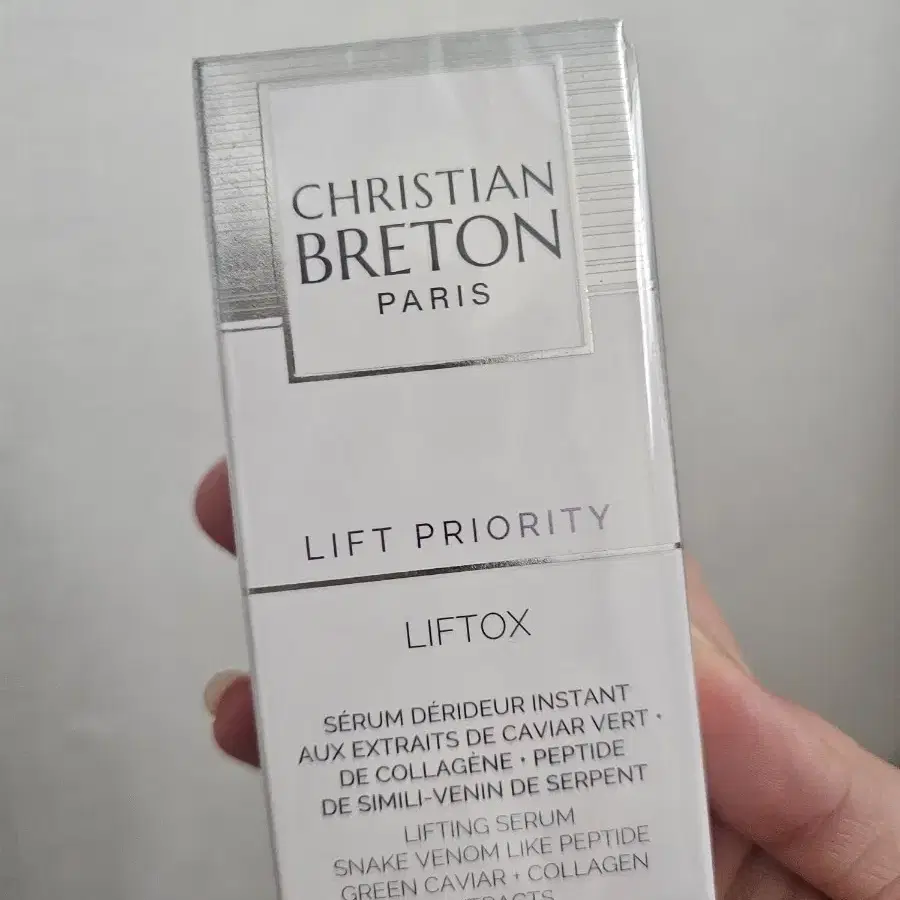 CHRISTIAN
BRETON
PARIS
LIFT PRIORITY
LIFTOX
SÉRUM DÉRIDEUR INSTANT
AUX EXTRAITS DE CAVIAR VERT •
DE COLLAGÈNE • PEPTIDE
DE SIMILI-VENIN DE SERPENT
LIFTING SERUM
SNAKE VENOM LIKE PEPTIDE
GREEN CAVIAR + COLLAGEN